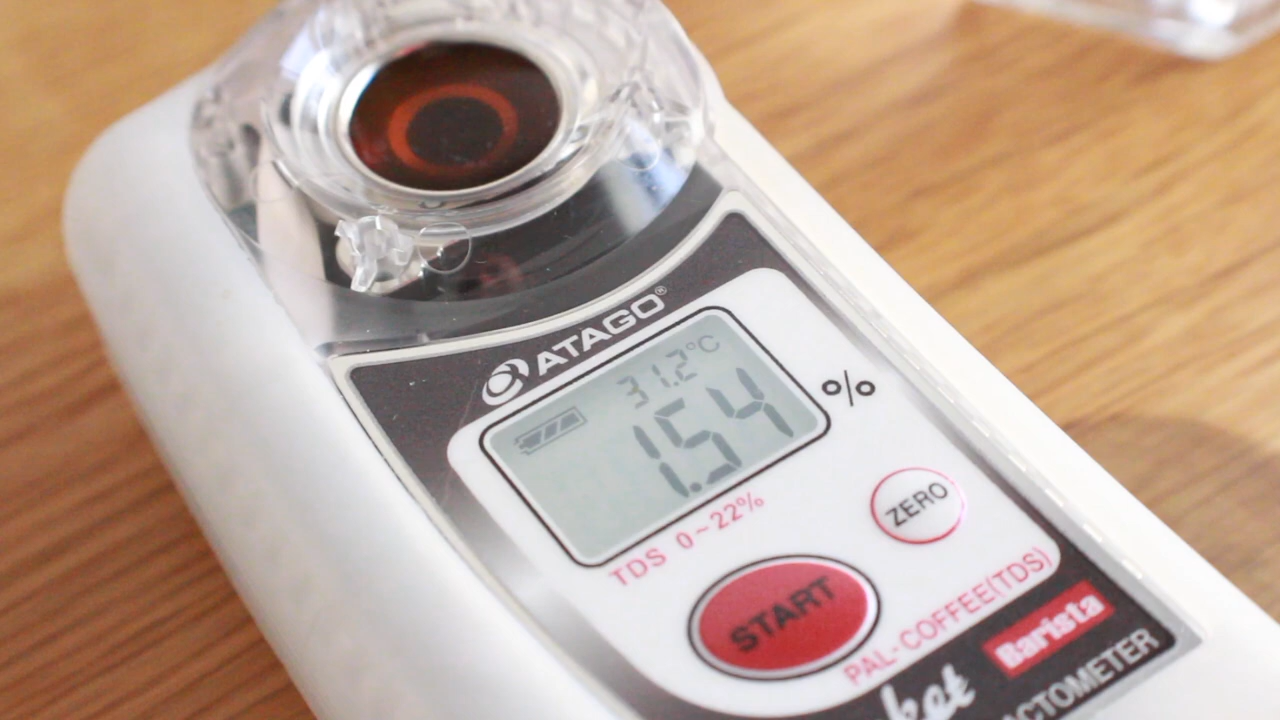 ATAGO®
31.2°C
1.54 %
TDS 0~22%
ZERO
START
PAL-COFFEE(TDS)
Barista